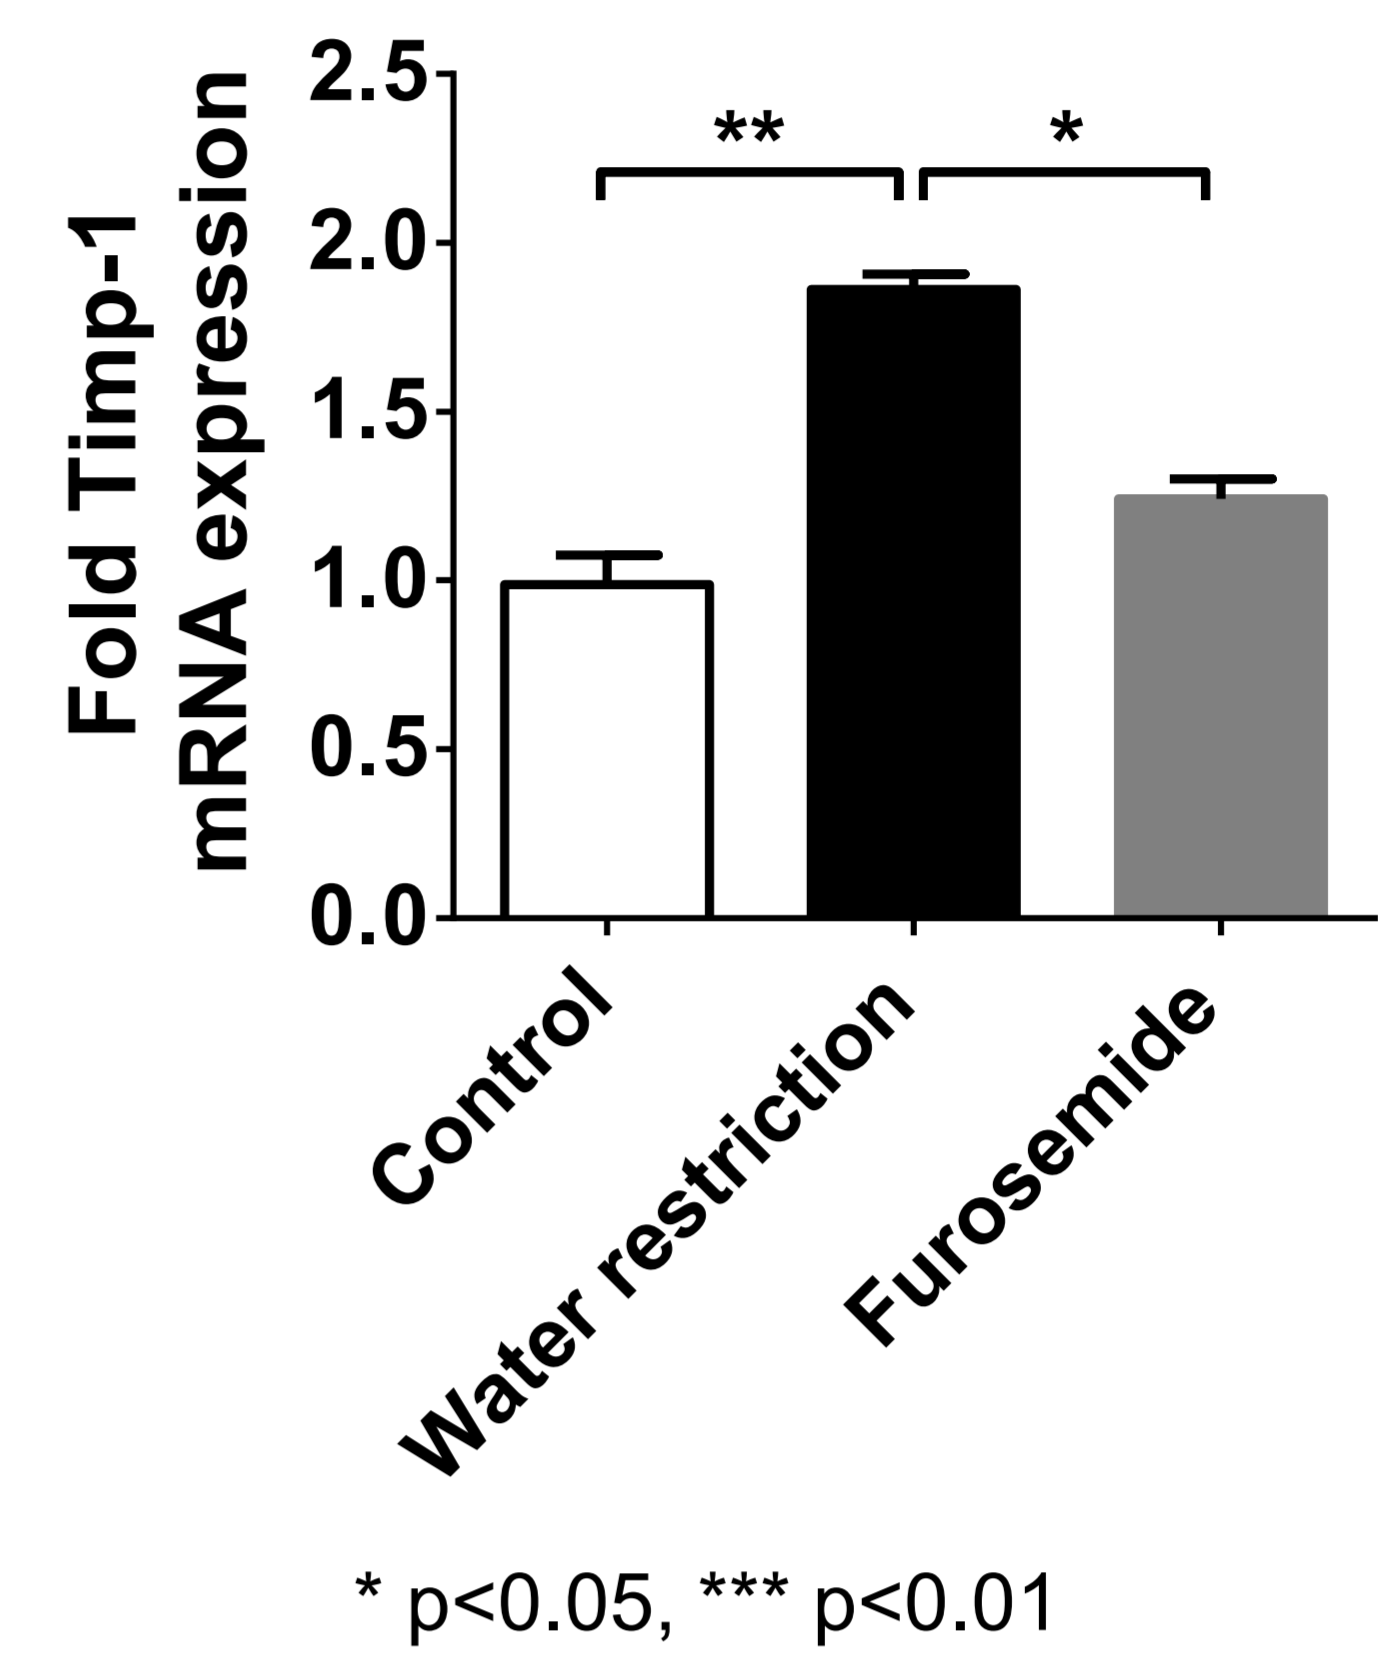 Fold Timp-1
mRNA expression
2.5
2.0
1.5
1.0
0.5
0.0
**
*
Control
Water restriction
Furosemide
* p<0.05, *** p<0.01